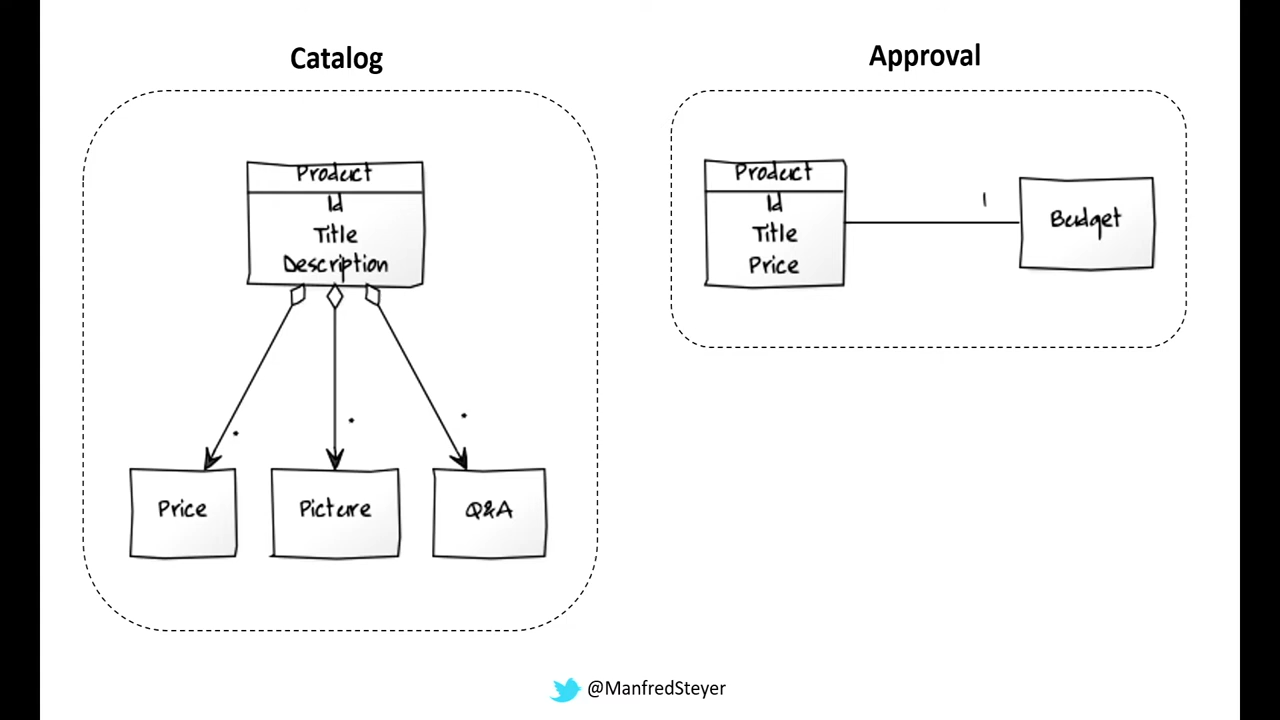 Catalog
Product
Id
Title
Description
*
*
*
Price
Picture
Q&A
Approval
Product
Id
Title
Price
1
Budget
@ManfredSteyer